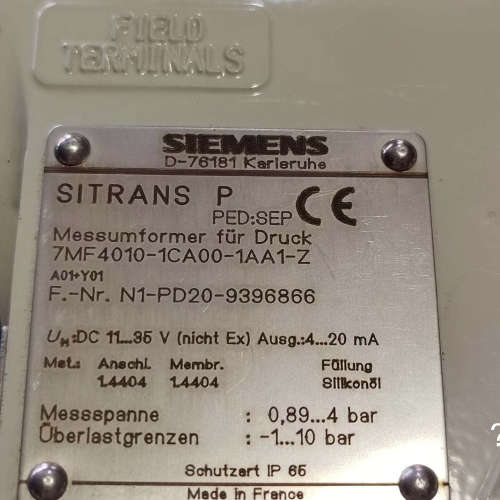 FIELD
TERMINALS
SIEMENS
D-76181 Karlsruhe
SITRANS P
PED:SEP CE
Messumformer für Druck
7MF4010-1CA00-1AA1-Z
A01+Y01
F.-Nr. N1-PD20-9396866
UH:DC 11...35 V (nicht Ex) Ausg.:4...20 mA
Mat.: Anschl. Membr. Füllung
1.4404 1.4404 Silikonöl
Messspanne : 0,89...4 bar
Überlastgrenzen : -1...10 bar
Schutzart IP 65
Made in France